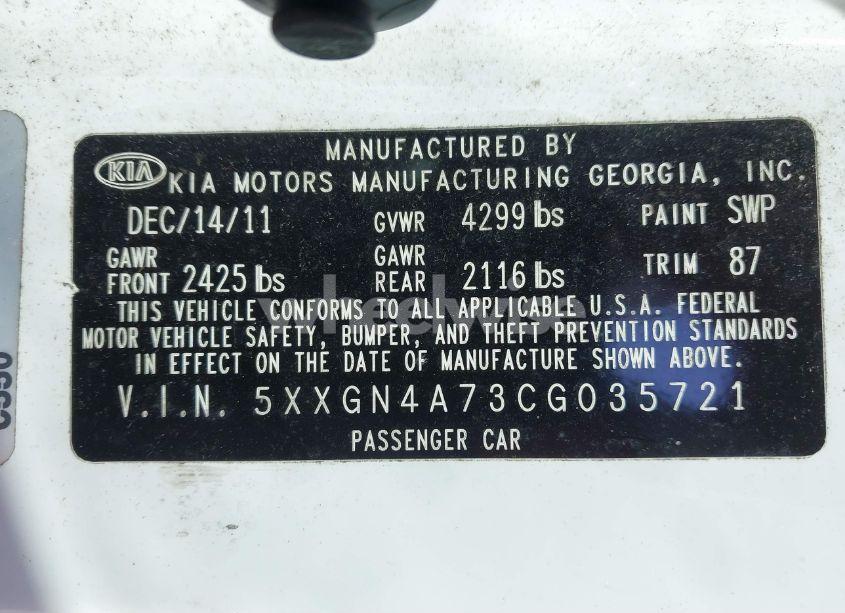 MANUFACTURED BY
KIA KIA MOTORS MANUFACTURING GEORGIA, INC.
DEC/14/11 GVWR 4299 lbs PAINT SWP
GAWR FRONT 2425 lbs GAWR REAR 2116 lbs TRIM 87
THIS VEHICLE CONFORMS TO ALL APPLICABLE U.S.A. FEDERAL
MOTOR VEHICLE SAFETY, BUMPER, AND THEFT PREVENTION STANDARDS
IN EFFECT ON THE DATE OF MANUFACTURE SHOWN ABOVE.
V.I.N. 5XXGN4A73CG035721
PASSENGER CAR